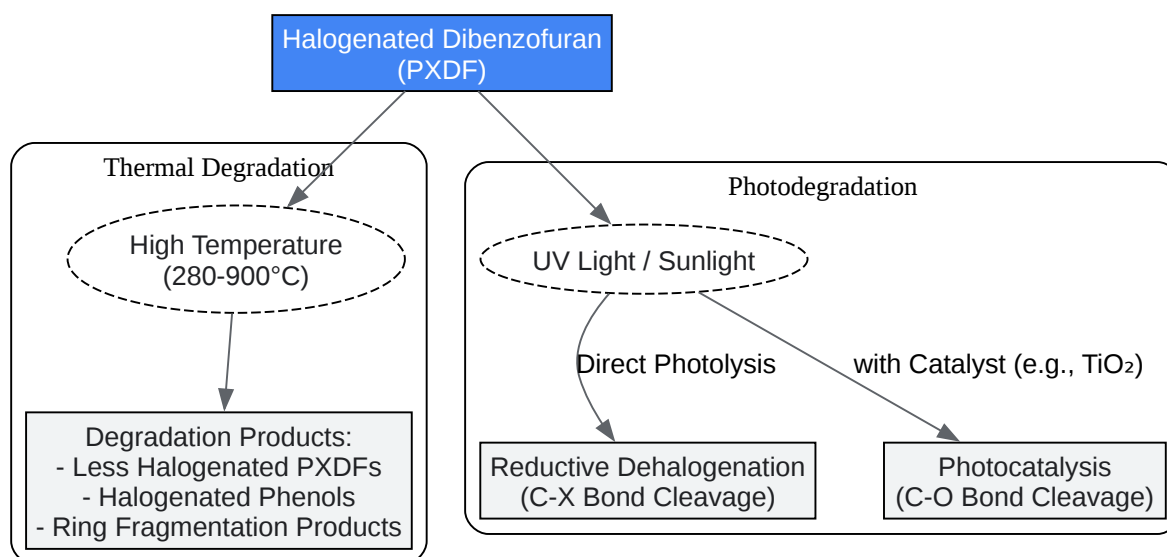 Halogenated Dibenzofuran
(PXDF)
Thermal Degradation
High Temperature
(280-900°C)
Degradation Products:
- Less Halogenated PXDFs
- Halogenated Phenols
- Ring Fragmentation Products
Photodegradation
UV Light / Sunlight
Direct Photolysis
with Catalyst (e.g., TiO₂)
Reductive Dehalogenation
(C-X Bond Cleavage)
Photocatalysis
(C-O Bond Cleavage)